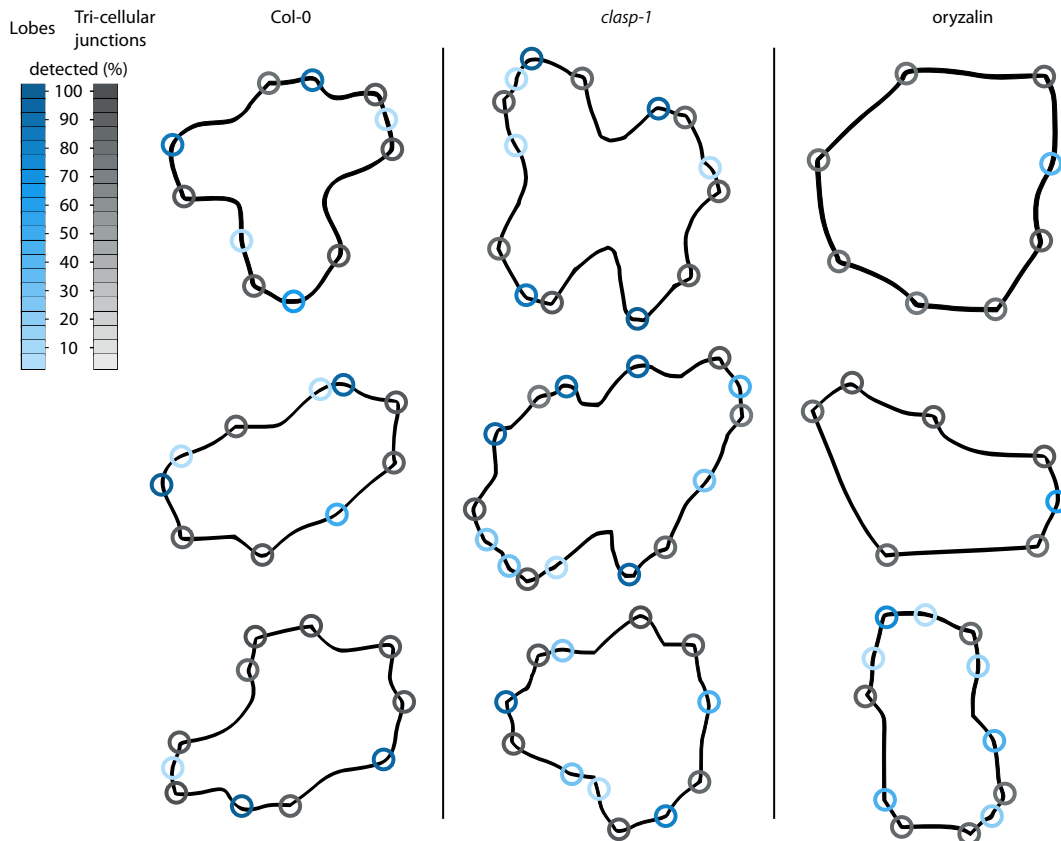 Lobes
Tri-cellular
junctions
Col-0
clasp-1
oryzalin
detected (%)
100
90
80
70
60
50
40
30
20
10